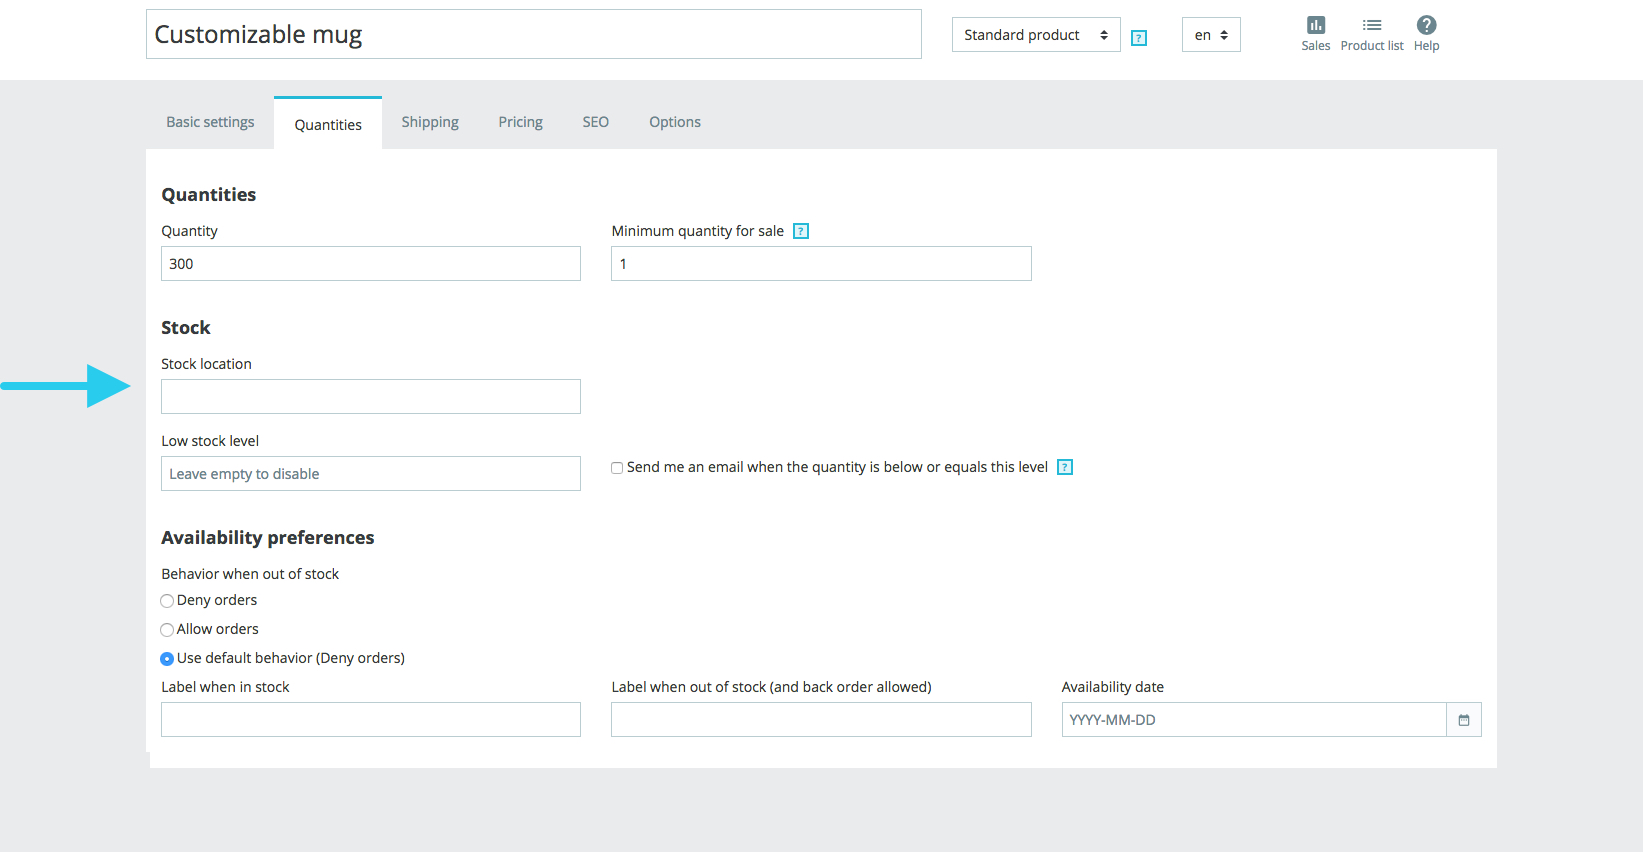 Customizable mug
Standard product
?
en
Sales
Product list
?
Help
Basic settings
Quantities
Shipping
Pricing
SEO
Options
Quantities
Quantity
Minimum quantity for sale ?
300
1
Stock
Stock location
Low stock level
Leave empty to disable
Send me an email when the quantity is below or equals this level ?
Availability preferences
Behavior when out of stock
Deny orders
Allow orders
Use default behavior (Deny orders)
Label when in stock
Label when out of stock (and back order allowed)
Availability date
YYYY-MM-DD